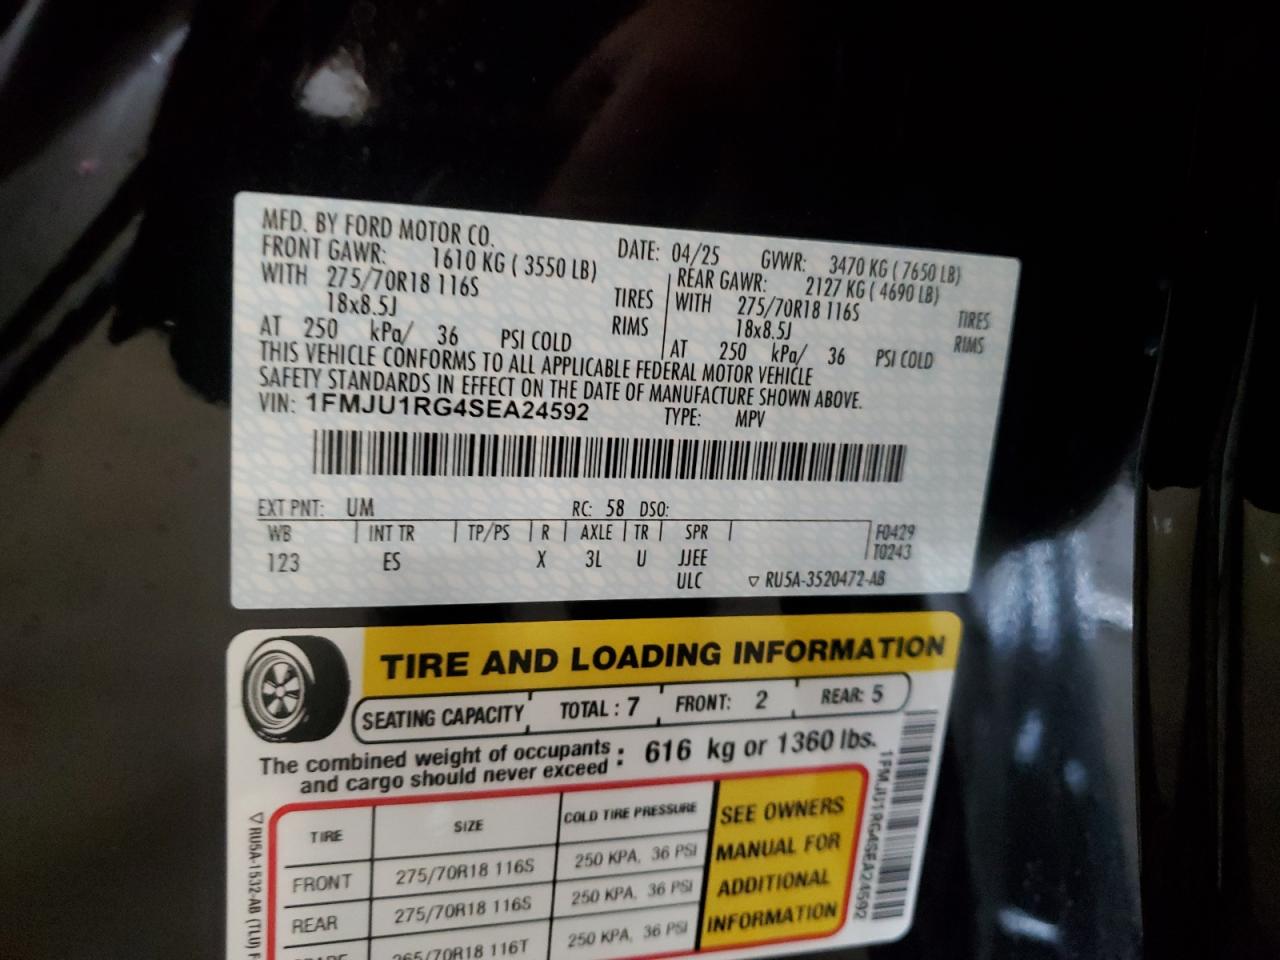 MFD. BY FORD MOTOR CO.
DATE: 04/25 GVWR: 3470 KG ( 7650 LB)
FRONT GAWR: 1610 KG ( 3550 LB) REAR GAWR: 2127 KG ( 4690 LB)
WITH 275/70R18 116S TIRES WITH 275/70R18 116S TIRES
18x8.5J RIMS 18x8.5J RIMS
AT 250 kPa/ 36 PSI COLD AT 250 kPa/ 36 PSI COLD
THIS VEHICLE CONFORMS TO ALL APPLICABLE FEDERAL MOTOR VEHICLE
SAFETY STANDARDS IN EFFECT ON THE DATE OF MANUFACTURE SHOWN ABOVE.
VIN: 1FMJU1RG4SEA24592 TYPE: MPV
EXT PNT: UM RC: 58 DSO:
WB INT TR TP/PS R AXLE TR SPR F0429
123 ES X 3L U JJEE T0243
ULC ▽ RU5A-3520472-AB
TIRE AND LOADING INFORMATION
SEATING CAPACITY TOTAL : 7 FRONT: 2 REAR: 5
The combined weight of occupants and cargo should never exceed : 616 kg or 1360 lbs.
TIRE SIZE COLD TIRE PRESSURE
FRONT 275/70R18 116S 250 KPA, 36 PSI
REAR 275/70R18 116S 250 KPA, 36 PSI
265/70R18 116T 250 KPA, 36 PSI
SEE OWNERS
MANUAL FOR
ADDITIONAL
INFORMATION
1FMJU1RG4SEA24592
▽ RU5A-1532-AB (TLU)